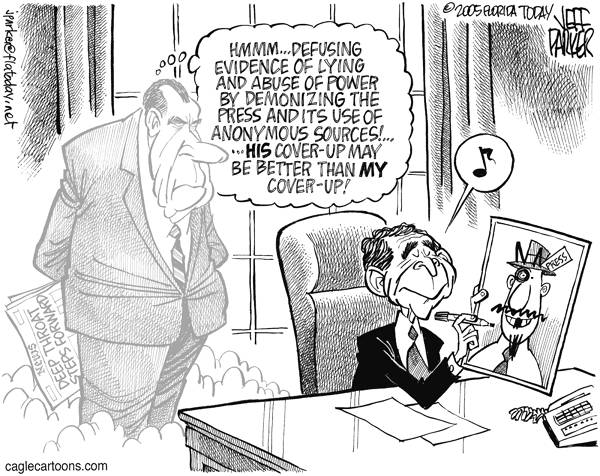 © 2005 FLORIDA TODAY
JEFF
PARKER
jparker@flatoday.net
HMMM...DEFUSING
EVIDENCE OF LYING
AND ABUSE OF POWER
BY DEMONIZING THE
PRESS AND ITS USE OF
ANONYMOUS SOURCES!...
...HIS COVER-UP MAY
BE BETTER THAN MY
COVER-UP!
PRESS
NEWS
DEEP THROAT
STEPS FORWARD
caglecartoons.com